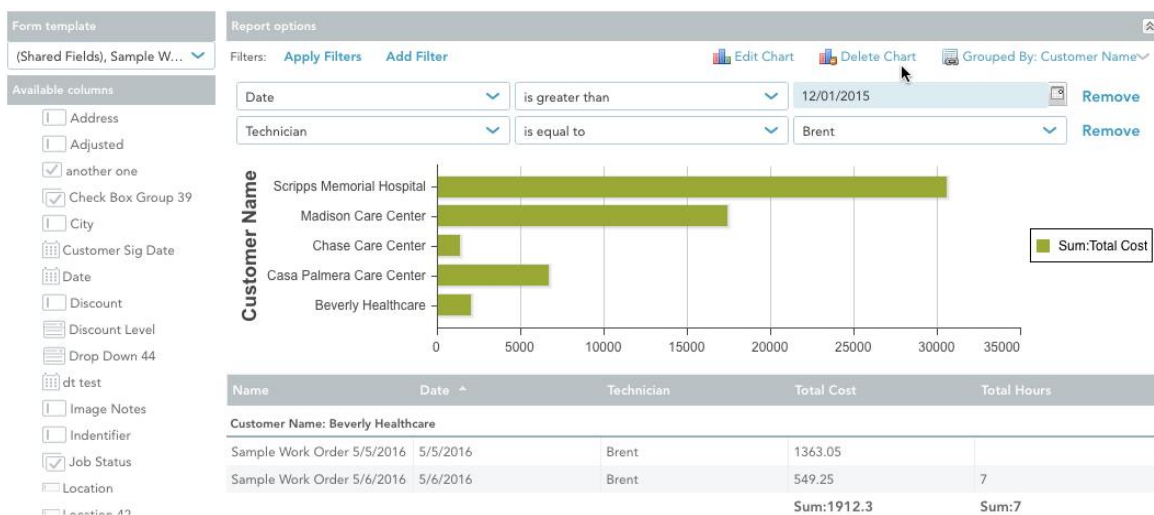 Form template
(Shared Fields), Sample W...
Available columns
Address
Adjusted
another one
Check Box Group 39
City
Customer Sig Date
Date
Discount
Discount Level
Drop Down 44
dt test
Image Notes
Indentifier
Job Status
Location
Location 42
Report options
Filters: Apply Filters Add Filter Edit Chart Delete Chart Grouped By: Customer Name
Date is greater than 12/01/2015 Remove
Technician is equal to Brent Remove
Customer Name
Scripps Memorial Hospital
Madison Care Center
Chase Care Center
Casa Palmera Care Center
Beverly Healthcare
0 5000 10000 15000 20000 25000 30000 35000
Sum:Total Cost
Name Date Technician Total Cost Total Hours
Customer Name: Beverly Healthcare
Sample Work Order 5/5/2016 5/5/2016 Brent 1363.05
Sample Work Order 5/6/2016 5/6/2016 Brent 549.25 7
Sum:1912.3 Sum:7